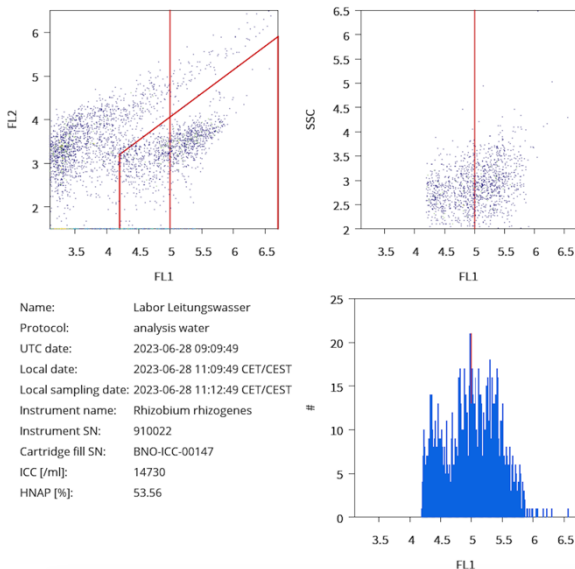 6.5
6
5
4
3
2
FL2
3.5 4 4.5 5 5.5 6 6.5
FL1
6.5
6
5.5
5
4.5
4
3.5
3
2.5
2
SSC
3.5 4 4.5 5 5.5 6 6.5
FL1
Name: Labor Leitungswasser
Protocol: analysis water
UTC date: 2023-06-28 09:09:49
Local date: 2023-06-28 11:09:49 CET/CEST
Local sampling date: 2023-06-28 11:12:49 CET/CEST
Instrument name: Rhizobium rhizogenes
Instrument SN: 910022
Cartridge fill SN: BNO-ICC-00147
ICC [/ml]: 14730
HNAP [%]: 53.56
25
20
15
10
5
0
#
3.5 4 4.5 5 5.5 6 6.5
FL1